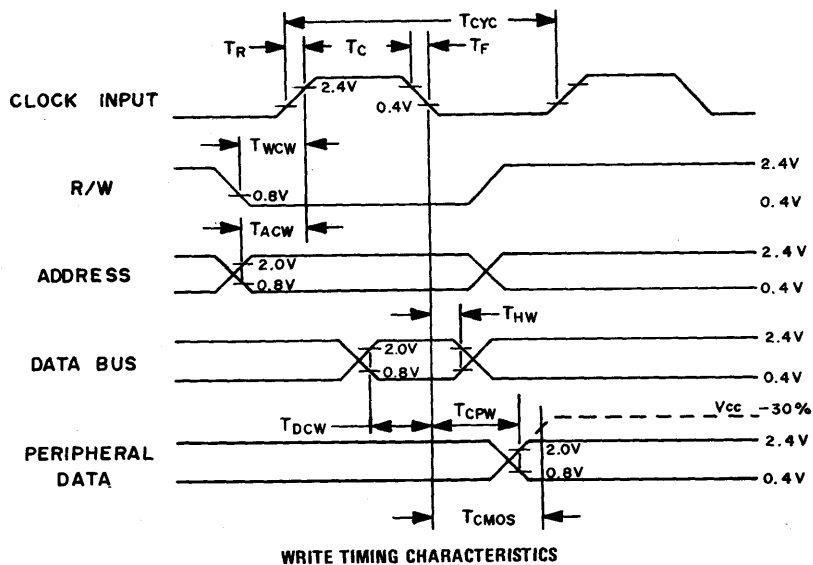 TCYC
TR TC TF
CLOCK INPUT
2.4V
0.4V
TWCW
R/W
0.8V
2.4V
0.4V
TACW
ADDRESS
2.0V
0.8V
2.4V
0.4V
THW
DATA BUS
2.0V
0.8V
2.4V
0.4V
TDCW
TCPW
Vcc -30%
PERIPHERAL
DATA
2.0V
0.8V
2.4V
0.4V
TCMOS
WRITE TIMING CHARACTERISTICS